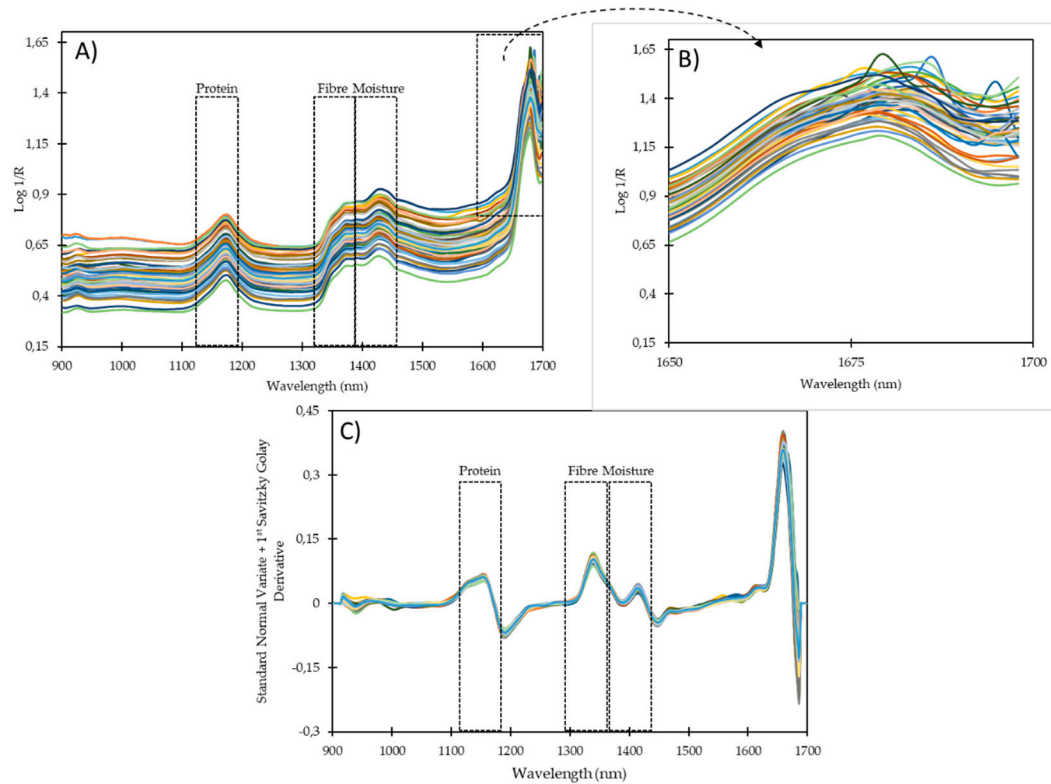 A)
1,65
1,4
1,15
0,9
0,65
0,4
0,15
Log 1/R
Protein
Fibre Moisture
900 1000 1100 1200 1300 1400 1500 1600 1700
Wavelength (nm)
B)
1,65
1,4
1,15
0,9
0,65
0,4
0,15
Log 1/R
1650 1675 1700
Wavelength (nm)
C)
0,45
0,3
0,15
0
-0,15
-0,3
Standard Normal Variate + 1st Savitzky Golay
Derivative
Protein
Fibre Moisture
900 1000 1100 1200 1300 1400 1500 1600 1700
Wavelength (nm)